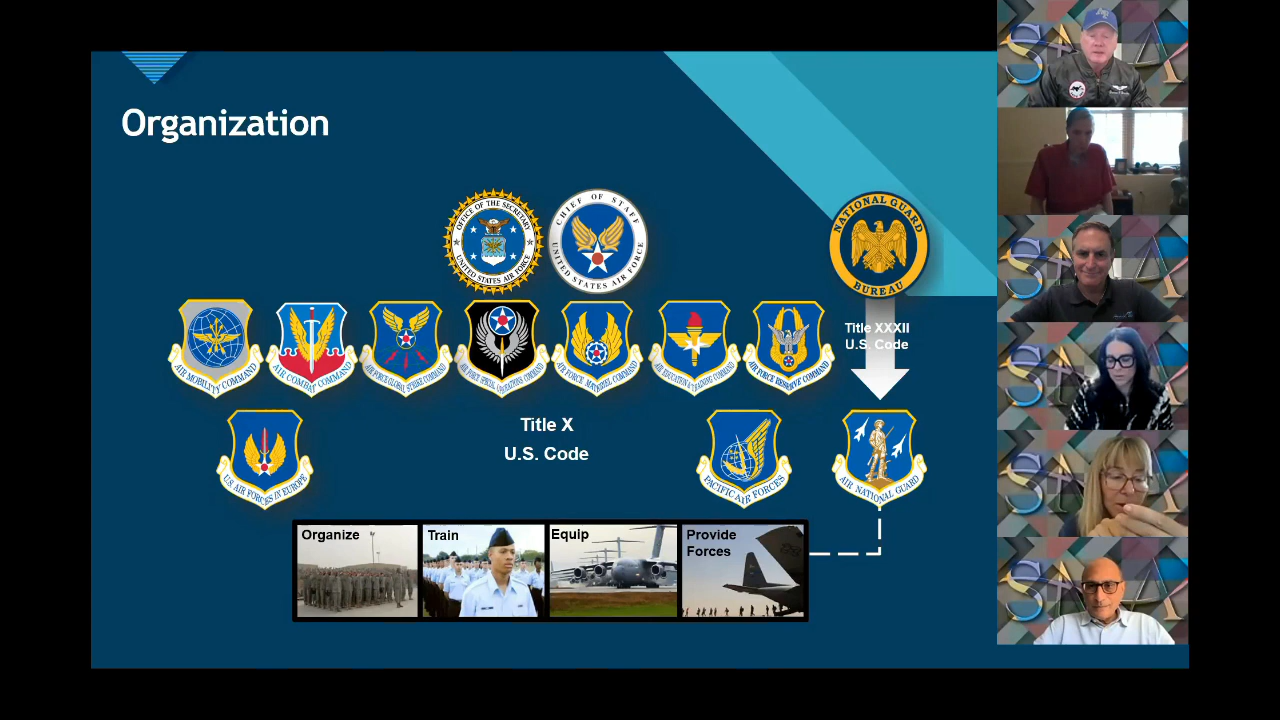 Organization
OFFICE OF THE SECRETARY
UNITED STATES AIR FORCE
CHIEF OF STAFF
UNITED STATES AIR FORCE
NATIONAL GUARD
BUREAU
AIR MOBILITY COMMAND
AIR COMBAT COMMAND
AIR FORCE GLOBAL STRIKE COMMAND
AIR FORCE SPECIAL OPERATIONS COMMAND
AIR FORCE MATERIEL COMMAND
AIR EDUCATION & TRAINING COMMAND
AIR FORCE RESERVE COMMAND
Title XXXII
U.S. Code
Title X
U.S. Code
U.S. AIR FORCES IN EUROPE
PACIFIC AIR FORCES
AIR NATIONAL GUARD
Organize
Train
Equip
Provide
Forces